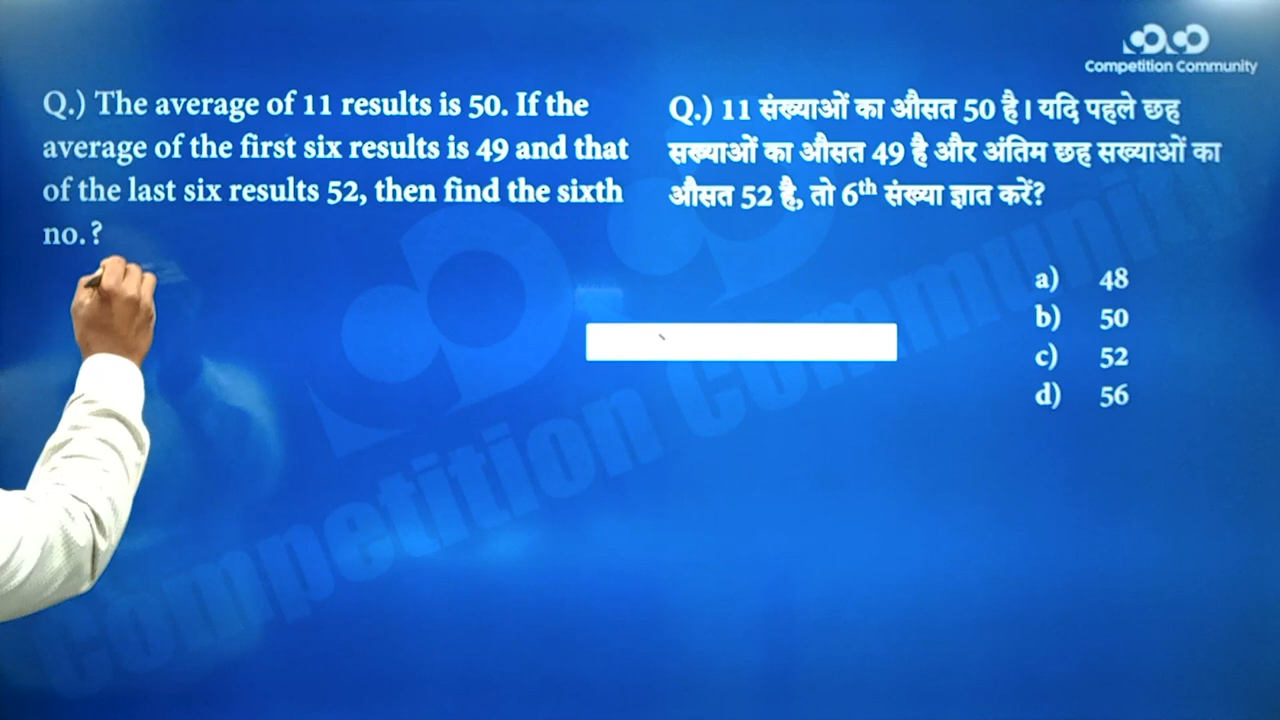 Competition Community
Q.) The average of 11 results is 50. If the
average of the first six results is 49 and that
of the last six results 52, then find the sixth
no.?
Q.) 11 संख्याओं का औसत 50 है। यदि पहले छह
सख्याओं का औसत 49 है और अंतिम छह सख्याओं का
औसत 52 है, तो 6th संख्या ज्ञात करें?
a) 48
b) 50
c) 52
d) 56
Competition Community